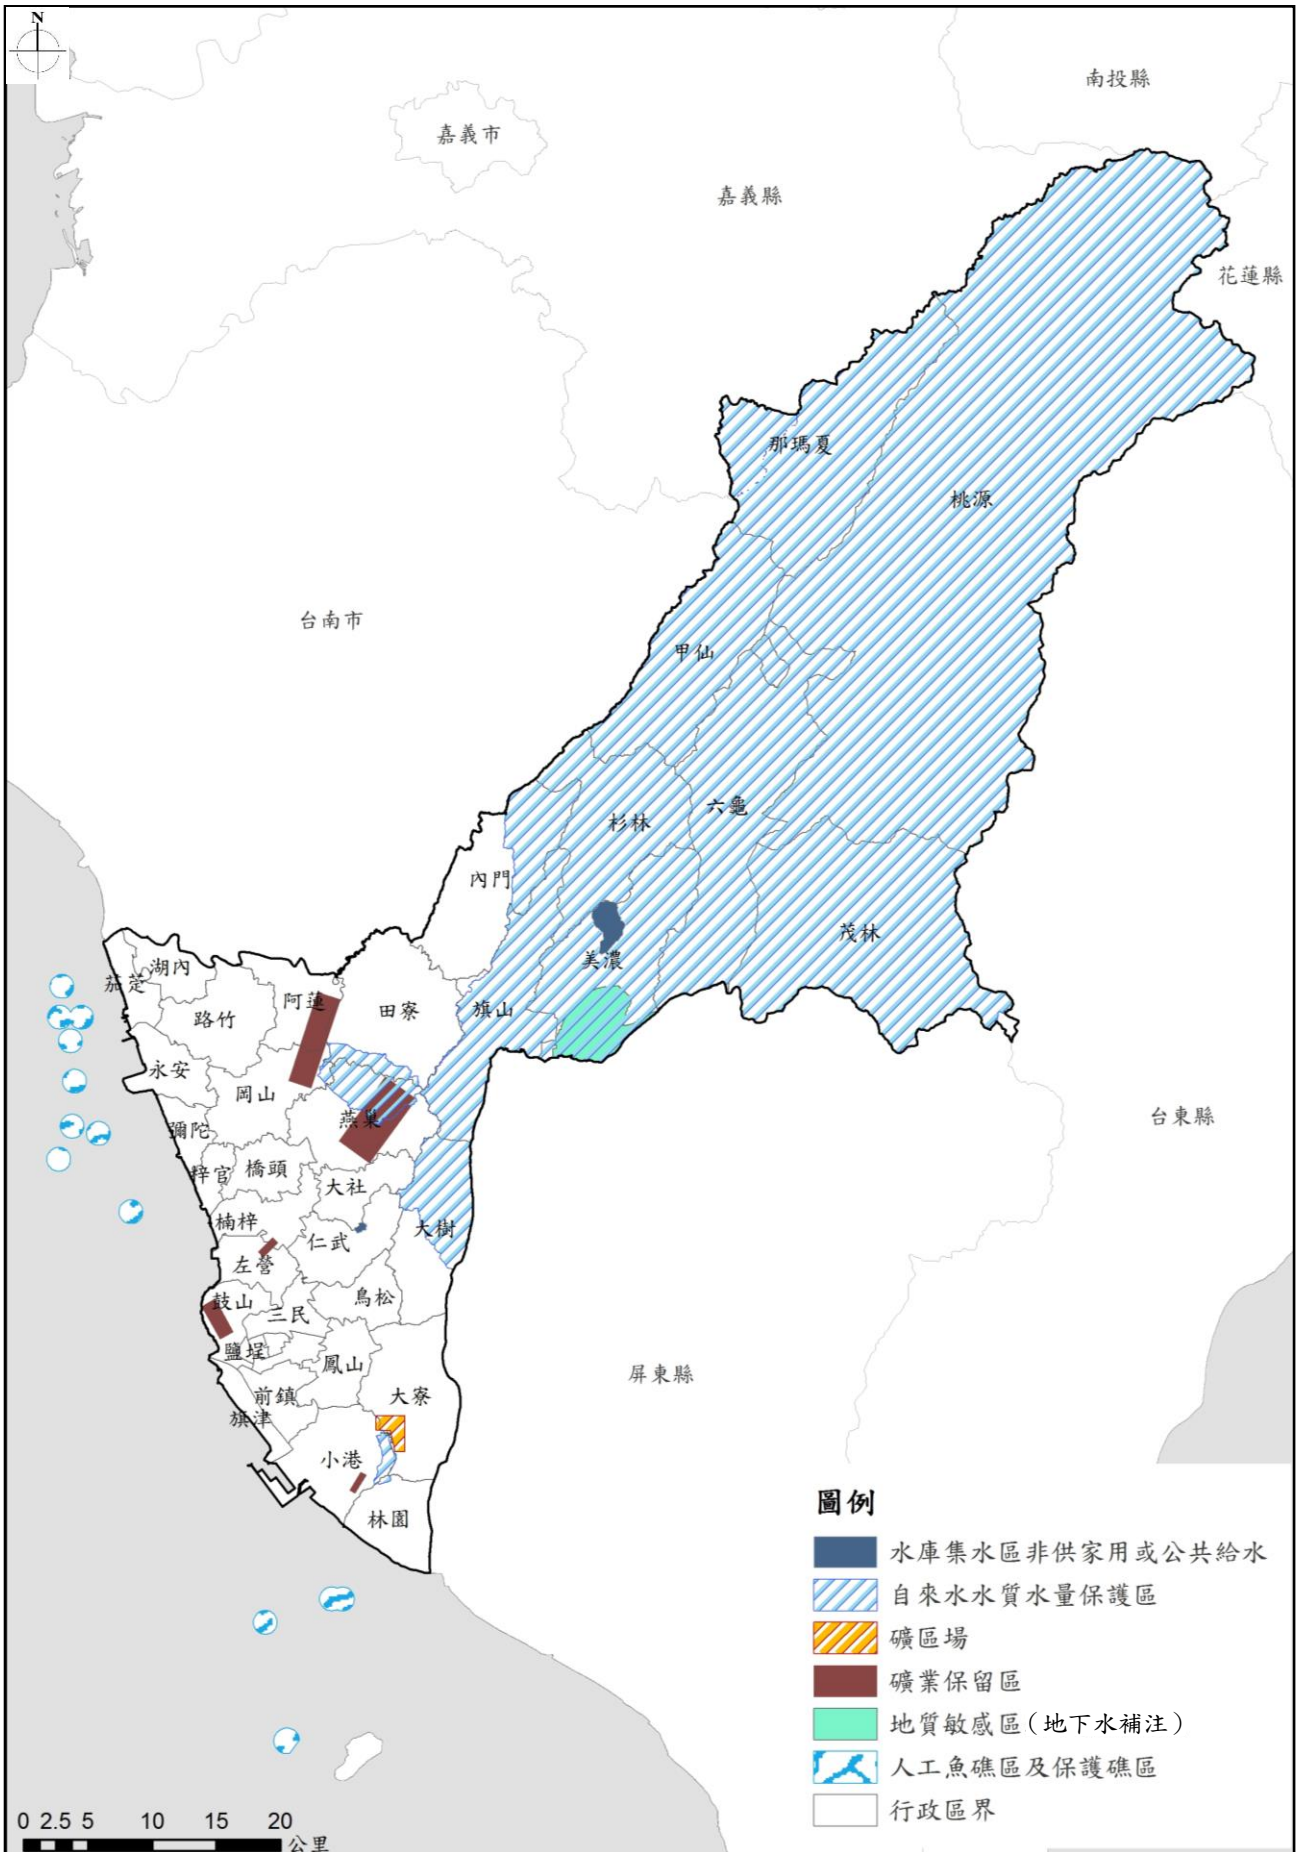 N
南投縣
嘉義市
嘉義縣
花蓮縣
那瑪夏
桃源
台南市
甲仙
六龜
杉林
內門
茂林
美濃
湖內
茄萣
阿蓮
田寮
旗山
路竹
永安
岡山
燕巢
台東縣
彌陀
橋頭
梓官
大社
楠梓
大樹
仁武
左營
鳥松
鼓山
三民
鹽埕
鳳山
屏東縣
前鎮
大寮
旗津
小港
林園
圖例
水庫集水區非供家用或公共給水
自來水水質水量保護區
礦區場
礦業保留區
地質敏感區(地下水補注)
人工魚礁區及保護礁區
行政區界
0 2.5 5 10 15 20
公里